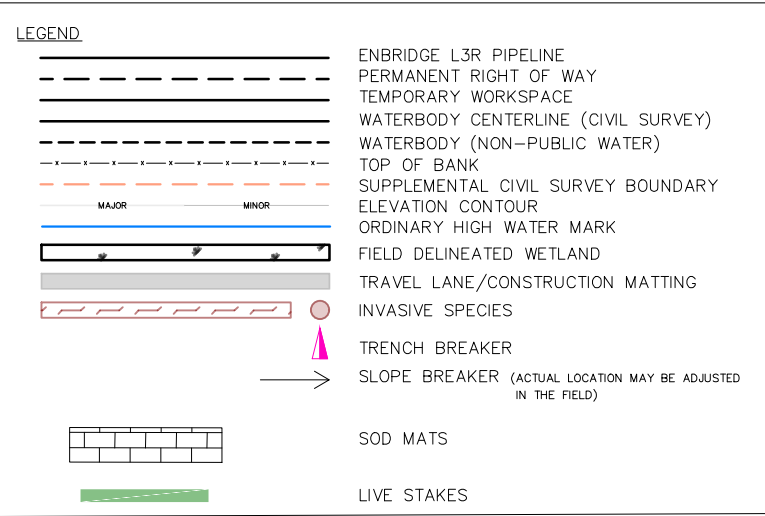 LEGEND
ENBRIDGE L3R PIPELINE
PERMANENT RIGHT OF WAY
TEMPORARY WORKSPACE
WATERBODY CENTERLINE (CIVIL SURVEY)
WATERBODY (NON-PUBLIC WATER)
x x x x x x x x x x TOP OF BANK
SUPPLEMENTAL CIVIL SURVEY BOUNDARY
MAJOR MINOR ELEVATION CONTOUR
ORDINARY HIGH WATER MARK
FIELD DELINEATED WETLAND
TRAVEL LANE/CONSTRUCTION MATTING
INVASIVE SPECIES
TRENCH BREAKER
SLOPE BREAKER (ACTUAL LOCATION MAY BE ADJUSTED
IN THE FIELD)
SOD MATS
LIVE STAKES